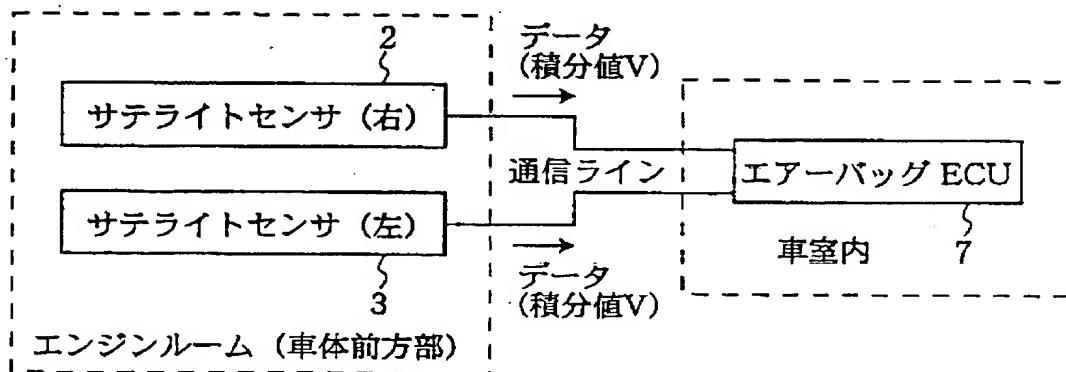 2
データ
(積分値V)
サテライトセンサ (右)
通信ライン
エアーバッグ ECU
サテライトセンサ (左)
車室内
7
データ
(積分値V)
3
エンジンルーム (車体前方部)